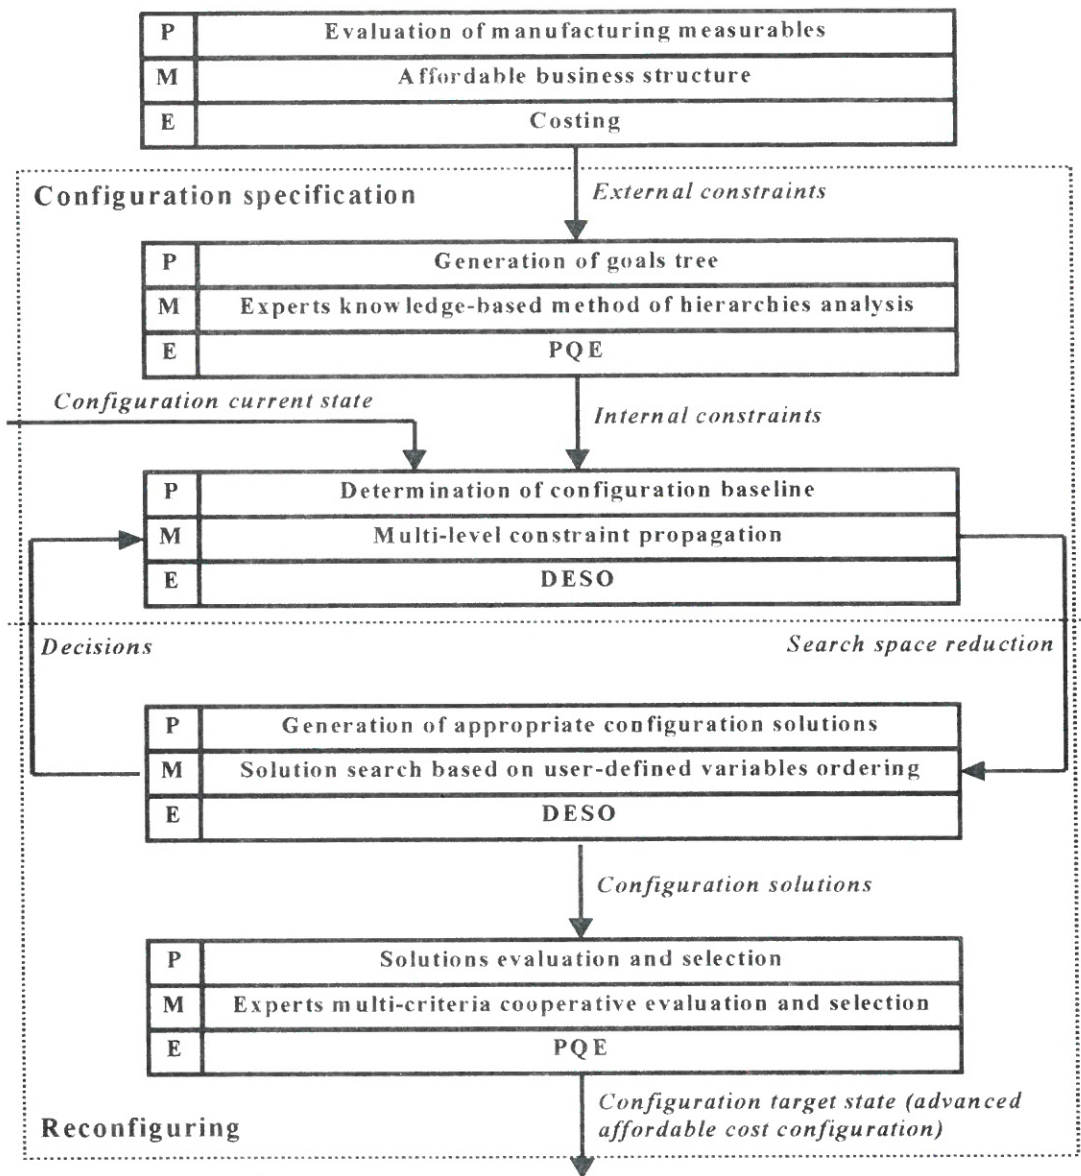 P Evaluation of manufacturing measurables
M Affordable business structure
E Costing
Configuration specification
External constraints
P Generation of goals tree
M Experts knowledge-based method of hierarchies analysis
E PQE
Configuration current state
Internal constraints
P Determination of configuration baseline
M Multi-level constraint propagation
E DESO
Decisions
Search space reduction
P Generation of appropriate configuration solutions
M Solution search based on user-defined variables ordering
E DESO
Configuration solutions
P Solutions evaluation and selection
M Experts multi-criteria cooperative evaluation and selection
E PQE
Configuration target state (advanced
affordable cost configuration)
Reconfiguring